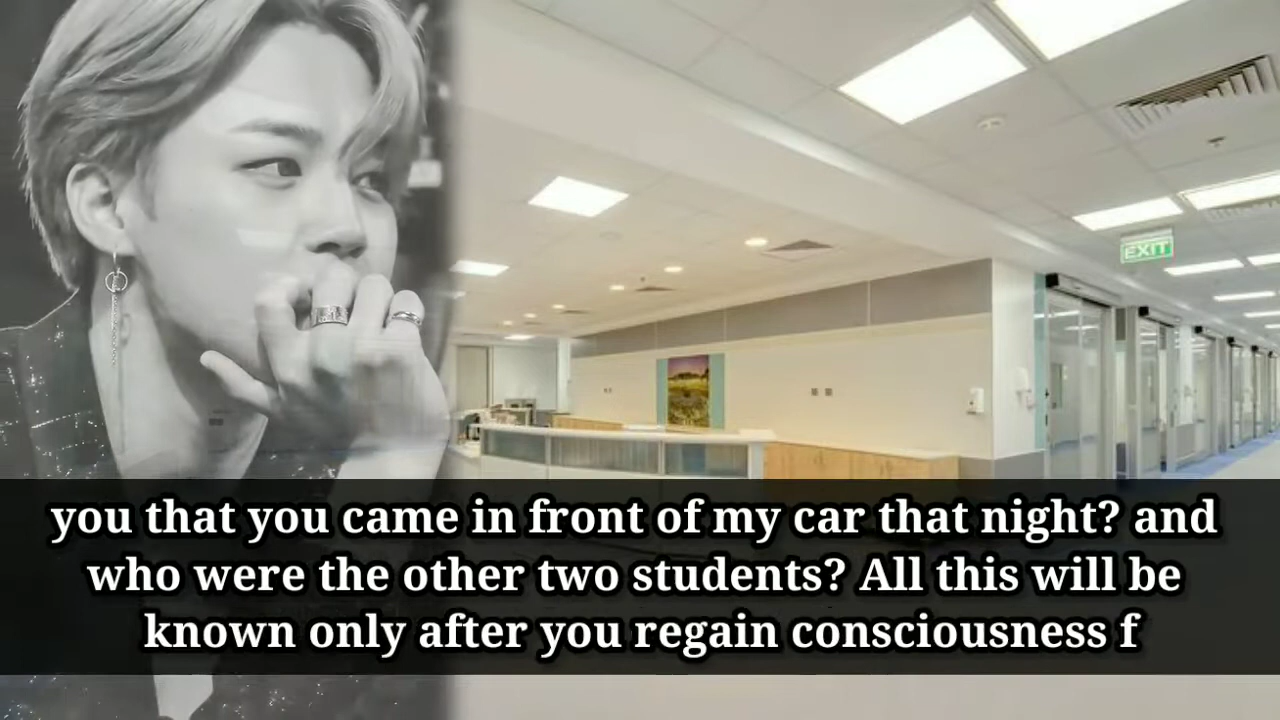 EXIT
you that you came in front of my car that night? and
who were the other two students? All this will be
known only after you regain consciousness f